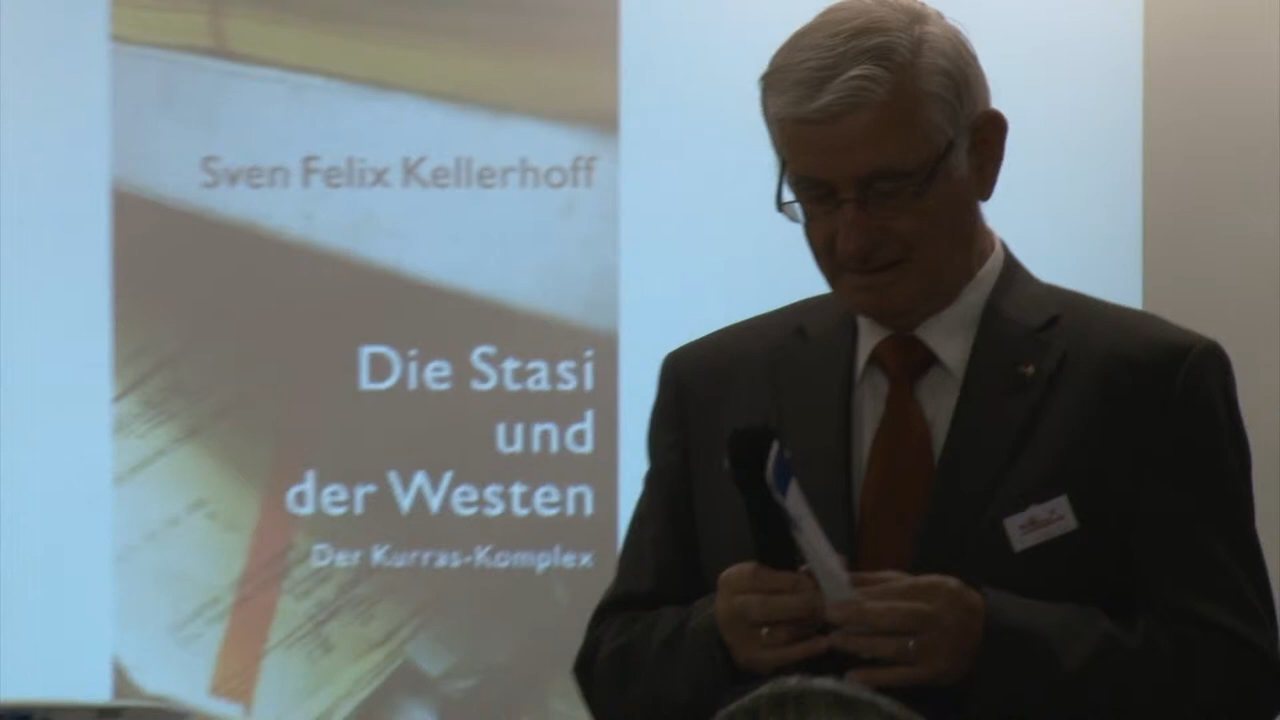 Sven Felix Kellerhoff
Die Stasi
und
der Westen
Der Kurras-Komplex